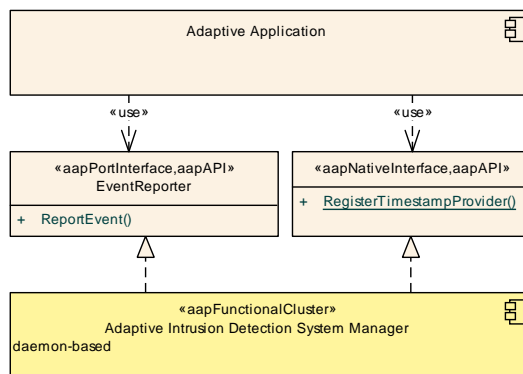 Adaptive Application
«use»
«use»
«aapPortInterface,aapAPI»
EventReporter
+ ReportEvent()
«aapNativeInterface,aapAPI»
+ RegisterTimestampProvider()
«aapFunctionalCluster»
Adaptive Intrusion Detection System Manager
daemon-based